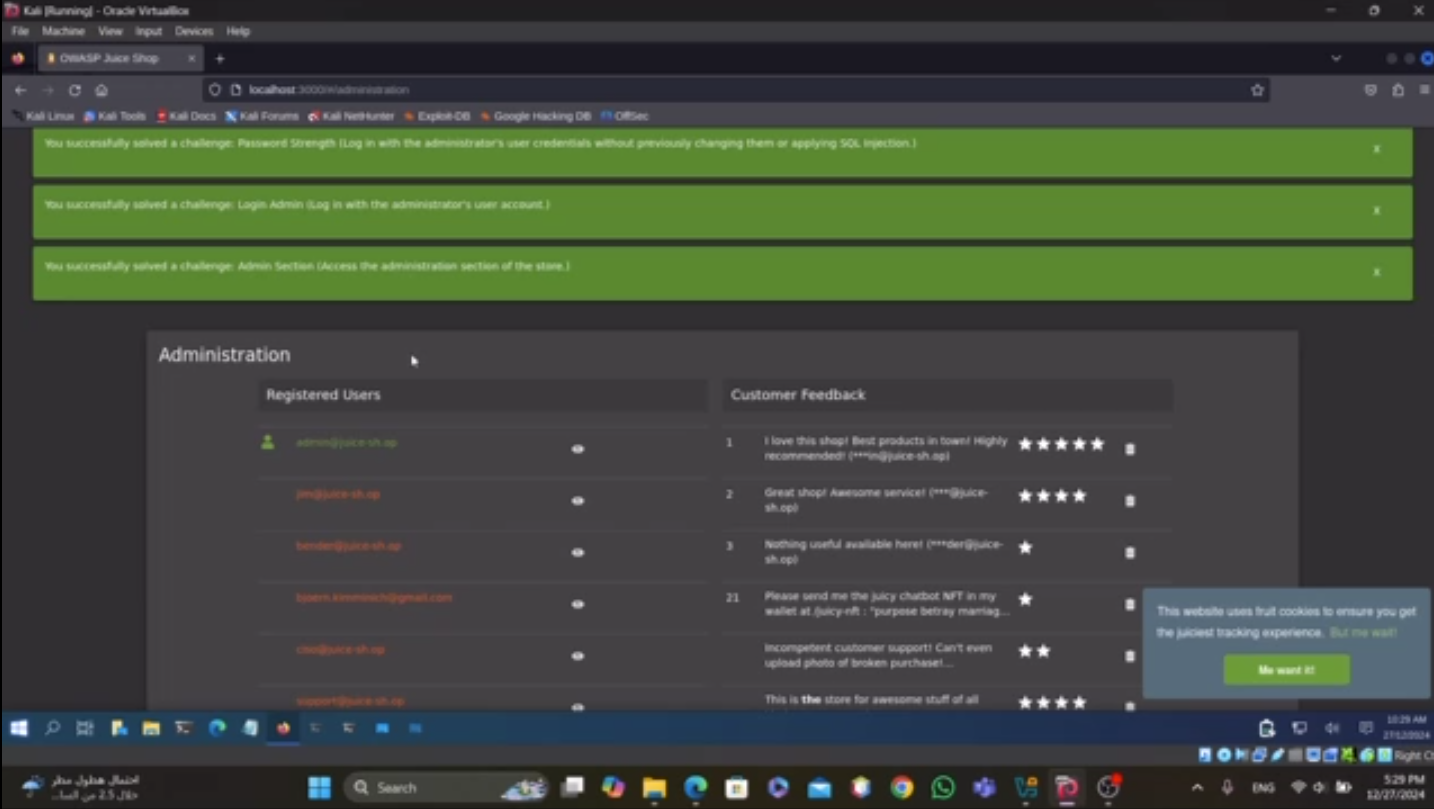 Kali [Running] - Oracle VirtualBox
File Machine View Input Devices Help
OWASP Juice Shop
localhost:3000/#/administration
Kali Linux Kali Tools Kali Docs Kali Forums Kali NetHunter Exploit-DB Google Hacking DB OffSec
You successfully solved a challenge: Password Strength (Log in with the administrator's user credentials without previously changing them or applying SQL Injection.)
X
You successfully solved a challenge: Login Admin (Log in with the administrator's user account.)
X
You successfully solved a challenge: Admin Section (Access the administration section of the store.)
X
Administration
Registered Users
Customer Feedback
admin@juice-sh.op
1
I love this shop! Best products in town! Highly
recommended! (***in@juice-sh.op)
jim@juice-sh.op
2
Great shop! Awesome service! (***@juice-
sh.op)
bender@juice-sh.op
3
Nothing useful available here! (***der@juice-
sh.op)
bjoern.kimminich@gmail.com
21
Please send me the juicy chatbot NFT in my
wallet at /juicy-nft : "purpose betray marriag...
ciso@juice-sh.op
Incompetent customer support! Can't even
upload photo of broken purchase!...
support@juice-sh.op
This is the store for awesome stuff of all
This website uses fruit cookies to ensure you get
the juiciest tracking experience. But me wait!
Me want it!
10:29 AM
27/12/2024
Right C
احتمال هطول مطر
خلال 2.5 من السا...
Search
ENG
5:29 PM
12/27/2024